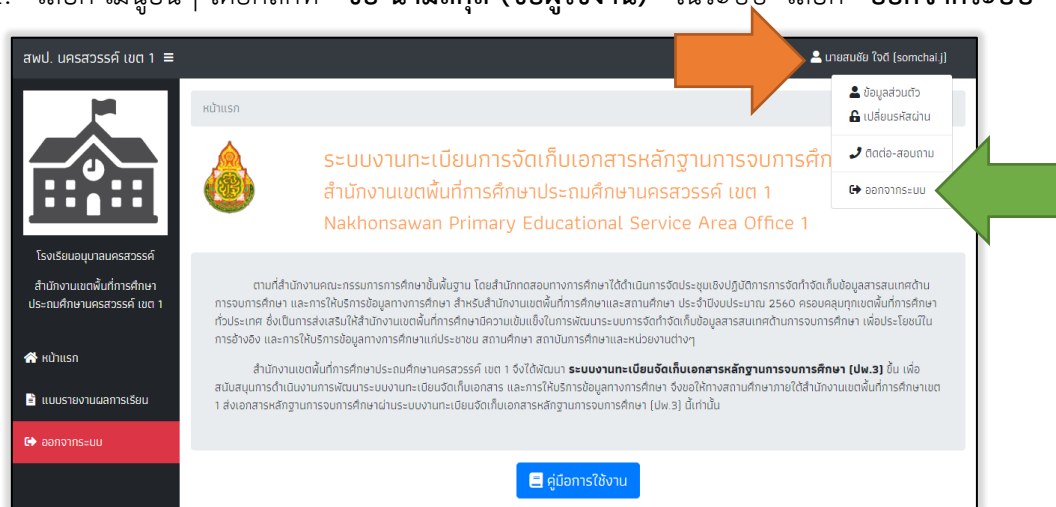 สพป. นครสวรรค์ เขต 1
นายสมชัย ใจดี (somchai.j)
หน้าแรก
ข้อมูลส่วนตัว
เปลี่ยนรหัสผ่าน
ติดต่อ-สอบถาม
ออกจากระบบ
ระบบงานทะเบียนการจัดเก็บเอกสารหลักฐานการจบการศึก
สำนักงานเขตพื้นที่การศึกษาประถมศึกษานครสวรรค์ เขต 1
Nakhonsawan Primary Educational Service Area Office 1
โรงเรียนอนุบาลนครสวรรค์
สำนักงานเขตพื้นที่การศึกษา
ประถมศึกษานครสวรรค์ เขต 1
หน้าแรก
แบบรายงานผลการเรียน
ออกจากระบบ
ตามที่สำนักงานคณะกรรมการการศึกษาขั้นพื้นฐาน โดยสำนักทดสอบทางการศึกษาได้ดำเนินการจัดประชุมเชิงปฏิบัติการการจัดทำจัดเก็บข้อมูลสารสนเทศด้าน
การจบการศึกษา และการให้บริการข้อมูลทางการศึกษา สำหรับสำนักงานเขตพื้นที่การศึกษาและสถานศึกษา ประจำปีงบประมาณ 2560 ครอบคลุมทุกเขตพื้นที่การศึกษา
ทั่วประเทศ ซึ่งเป็นการส่งเสริมให้สำนักงานเขตพื้นที่การศึกษามีความเข้มแข็งในการพัฒนาระบบการจัดทำจัดเก็บข้อมูลสารสนเทศด้านการจบการศึกษา เพื่อประโยชน์ใน
การอ้างอิง และการให้บริการข้อมูลทางการศึกษาแก่ประชาชน สถานศึกษา สถาบันการศึกษาและหน่วยงานต่างๆ
สำนักงานเขตพื้นที่การศึกษาประถมศึกษานครสวรรค์ เขต 1 จึงได้พัฒนา ระบบงานทะเบียนจัดเก็บเอกสารหลักฐานการจบการศึกษา (ปพ.3) ขึ้น เพื่อ
สนับสนุนการดำเนินงานการพัฒนาระบบงานทะเบียนจัดเก็บเอกสาร และการให้บริการข้อมูลทางการศึกษา จึงขอให้ทางสถานศึกษาภายใต้สำนักงานเขตพื้นที่การศึกษาเขต
1 ส่งเอกสารหลักฐานการจบการศึกษาผ่านระบบงานทะเบียนจัดเก็บเอกสารหลักฐานการจบการศึกษา (ปพ.3) นี้เท่านั้น
คู่มือการใช้งาน